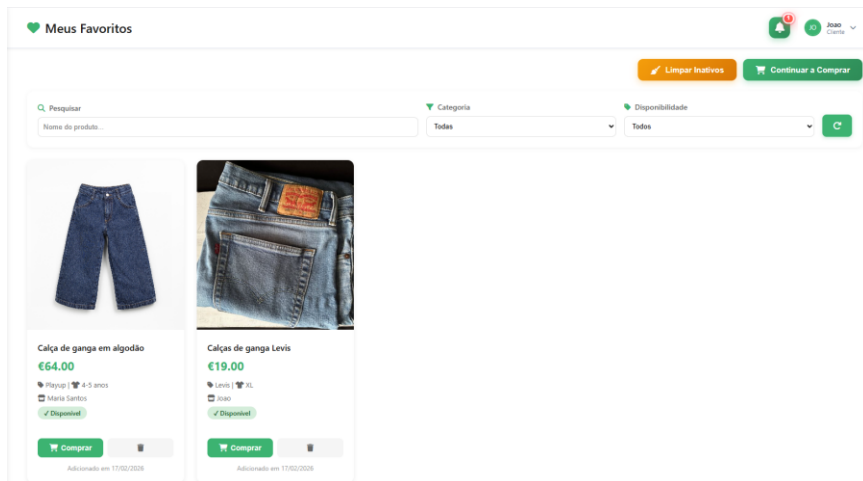 Meus Favoritos
1
JO
Joao
Cliente
Limpar Inativos
Continuar a Comprar
Pesquisar
Nome do produto...
Categoria
Todas
Disponibilidade
Todos
Calça de ganga em algodão
€64.00
Playup | 4-5 anos
Maria Santos
✓ Disponível
Comprar
Adicionado em 17/02/2026
Calças de ganga Levis
€19.00
Levis | XL
Joao
✓ Disponível
Comprar
Adicionado em 17/02/2026